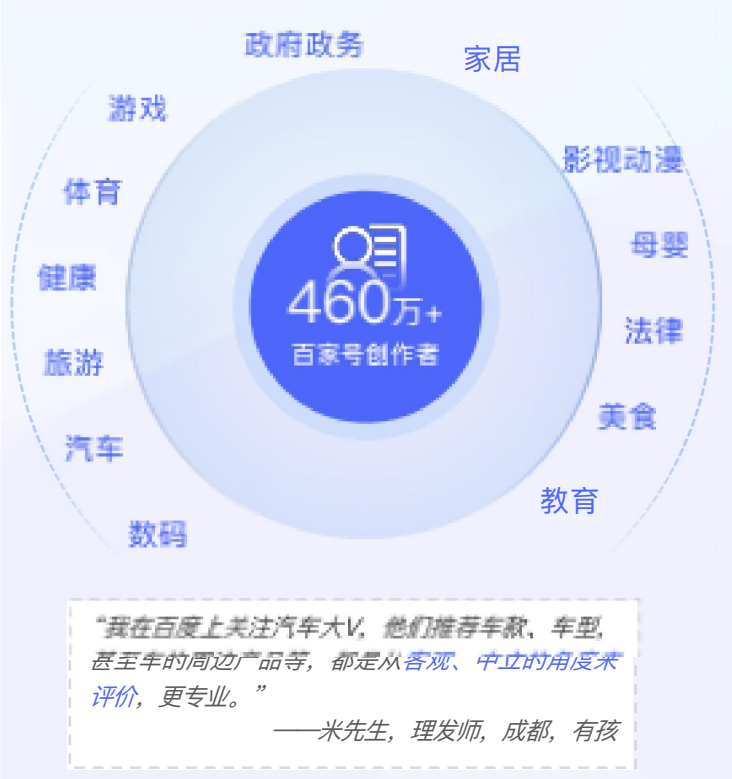 政府政务
家居
游戏
影视动漫
体育
母婴
健康
460万+
百家号创作者
法律
旅游
美食
汽车
教育
数码
“我在百度上关注汽车大V，他们推荐车款、车型，
甚至车的周边产品等，都是从客观、中立的角度来
评价，更专业。”
——米先生，理发师，成都，有孩